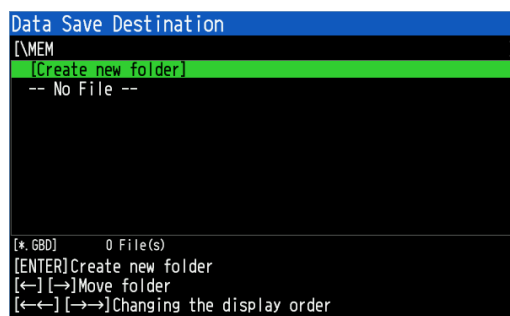 Data Save Destination
[\MEM
[Create new folder]
-- No File --
[*.GBD] 0 File(s)
[ENTER]Create new folder
[←][→]Move folder
[←←][→→]Changing the display order